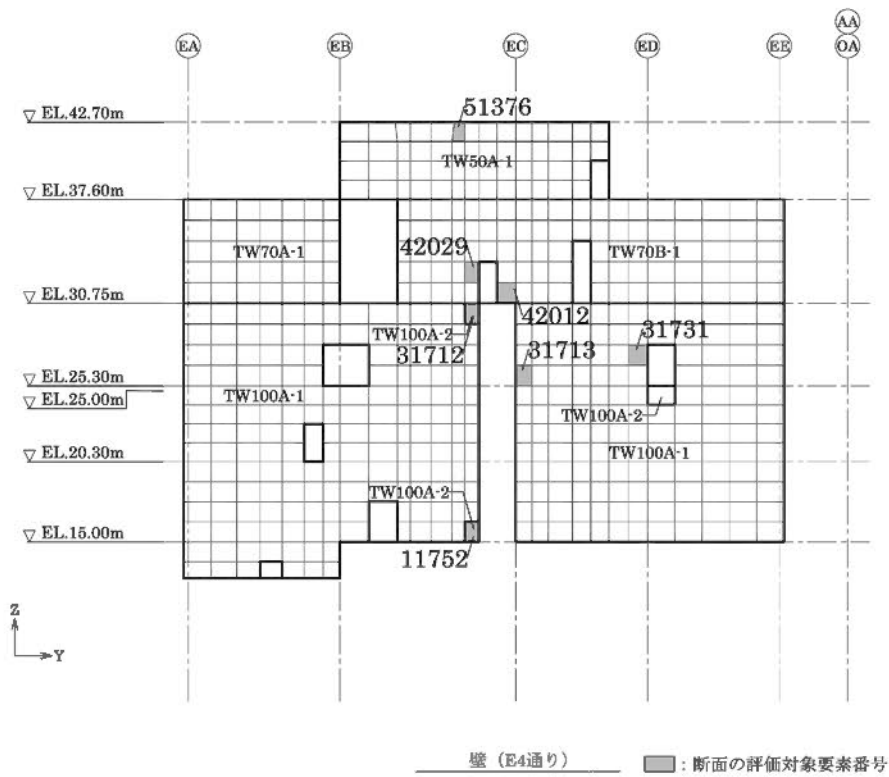 AA
EA EB EC ED EE OA
EL.42.70m
51376
TW50A-1
EL.37.60m
42029
TW70A-1 TW70B-1
EL.30.75m
42012
TW100A-2 31731
31712 31713
EL.25.30m
TW100A-1
EL.25.00m
TW100A-2
EL.20.30m
TW100A-1
TW100A-2
EL.15.00m
11752
Z
Y
壁(E4通り)
:断面の評価対象要素番号